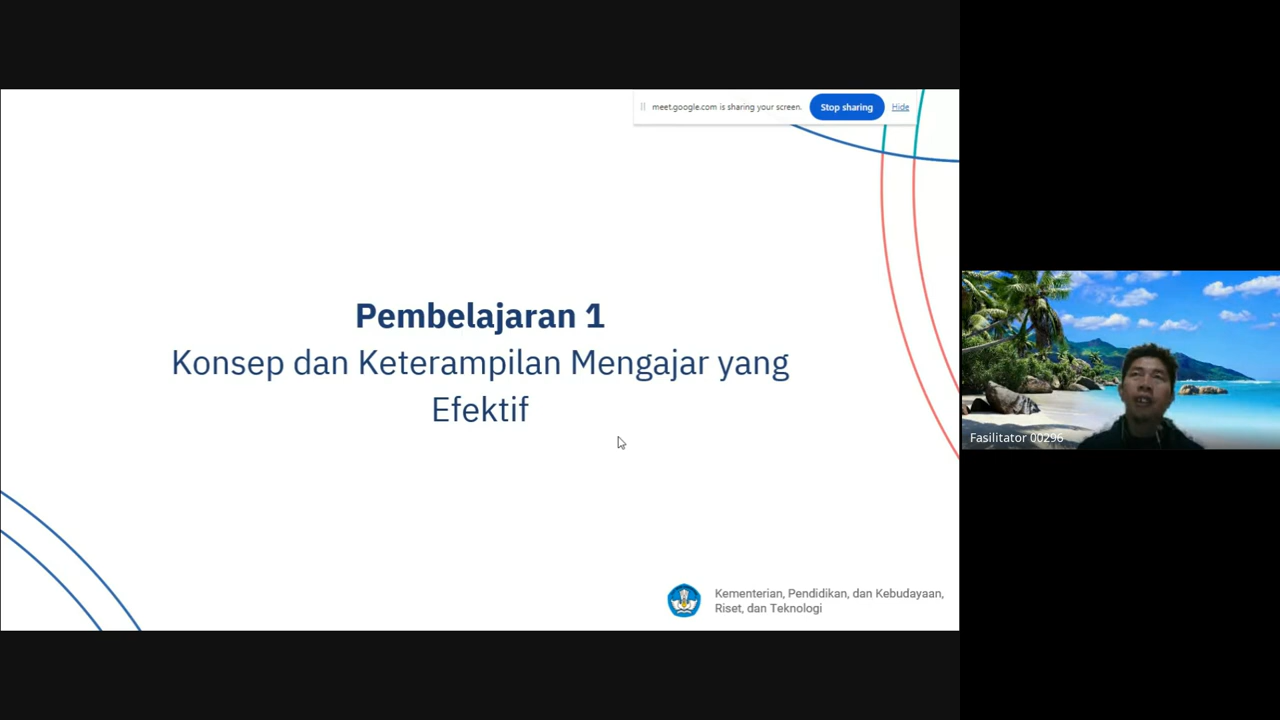 meet.google.com is sharing your screen. Stop sharing Hide
Pembelajaran 1
Konsep dan Keterampilan Mengajar yang
Efektif
Fasilitator 00296
Kementerian, Pendidikan, dan Kebudayaan,
Riset, dan Teknologi